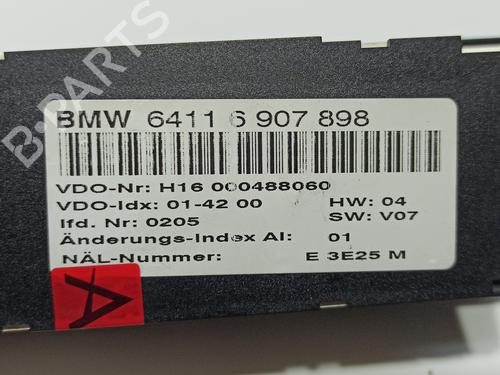 BMW 6411 6 907 898
VDO-Nr: H16 000488060
VDO-Idx: 01-42 00 HW: 04
lfd. Nr: 0205 SW: V07
Änderungs-Index AI: 01
NÄL-Nummer: E 3E25 M
A
B-PARTS